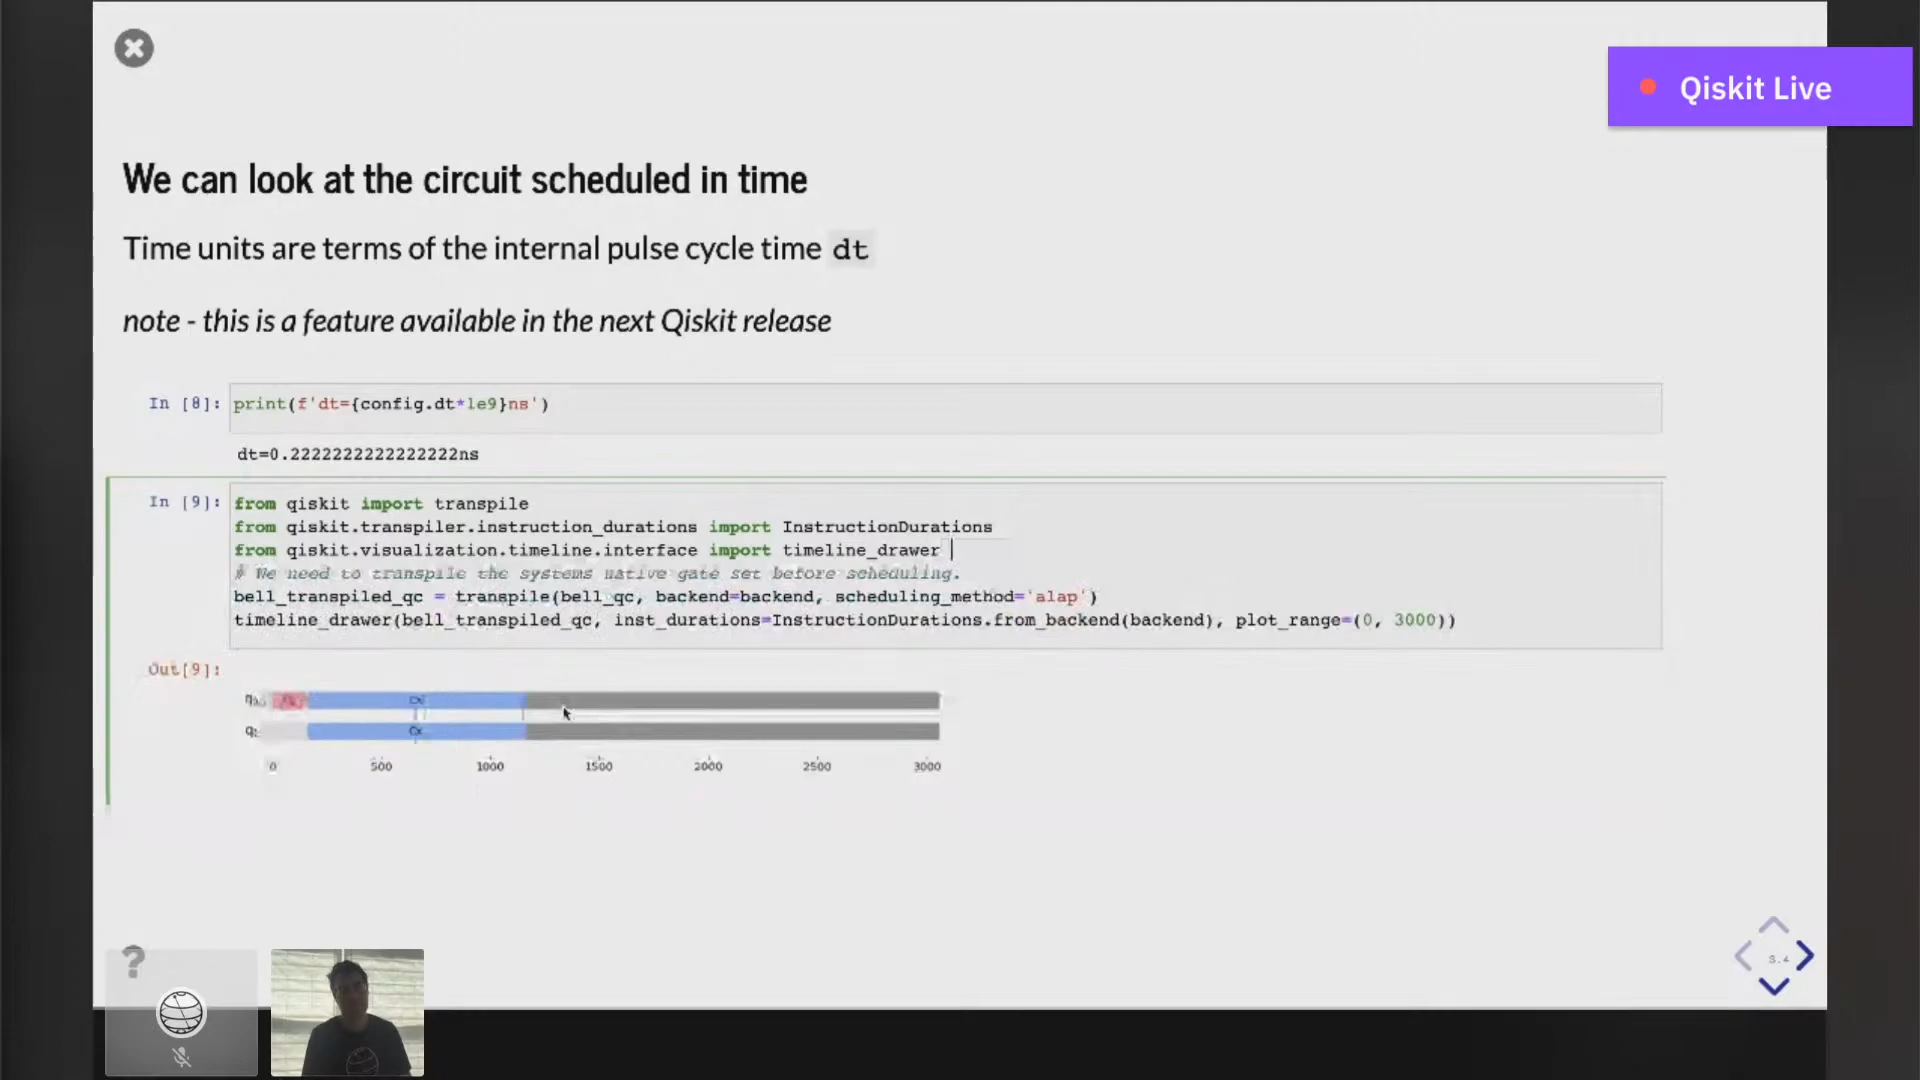 Qiskit Live
We can look at the circuit scheduled in time
Time units are terms of the internal pulse cycle time dt
note - this is a feature available in the next Qiskit release
In [8]: print(f'dt={config.dt*1e9}ns')
dt=0.2222222222222222ns
In [9]: from qiskit import transpile
from qiskit.transpiler.instruction_durations import InstructionDurations
from qiskit.visualization.timeline.interface import timeline_drawer
# We need to transpile the systems native gate set before scheduling.
bell_transpiled_qc = transpile(bell_qc, backend=backend, scheduling_method='alap')
timeline_drawer(bell_transpiled_qc, inst_durations=InstructionDurations.from_backend(backend), plot_range=(0, 3000))
Out[9]:
0 500 1000 1500 2000 2500 3000
?
3.4